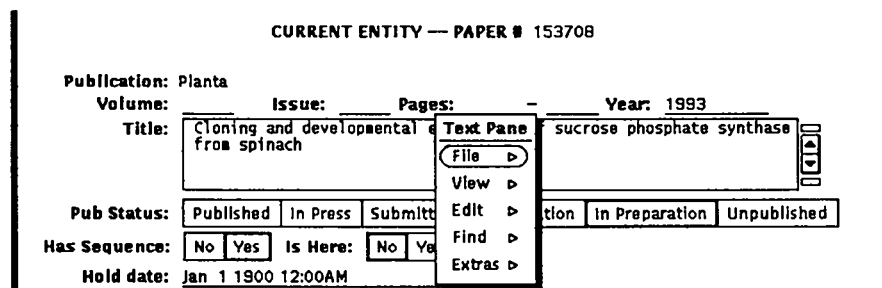 CURRENT ENTITY — PAPER # 153708
Publication: Planta
Volume: Issue: Pages: – Year: 1993
Title: Cloning and developmental e Text Pane sucrose phosphate synthase
from spinach
File
View
Pub Status: Published In Press Submitt Edit tion In Preparation Unpublished
Has Sequence: No Yes Is Here: No Ye Find
Extras
Hold date: Jan 1 1900 12:00AM